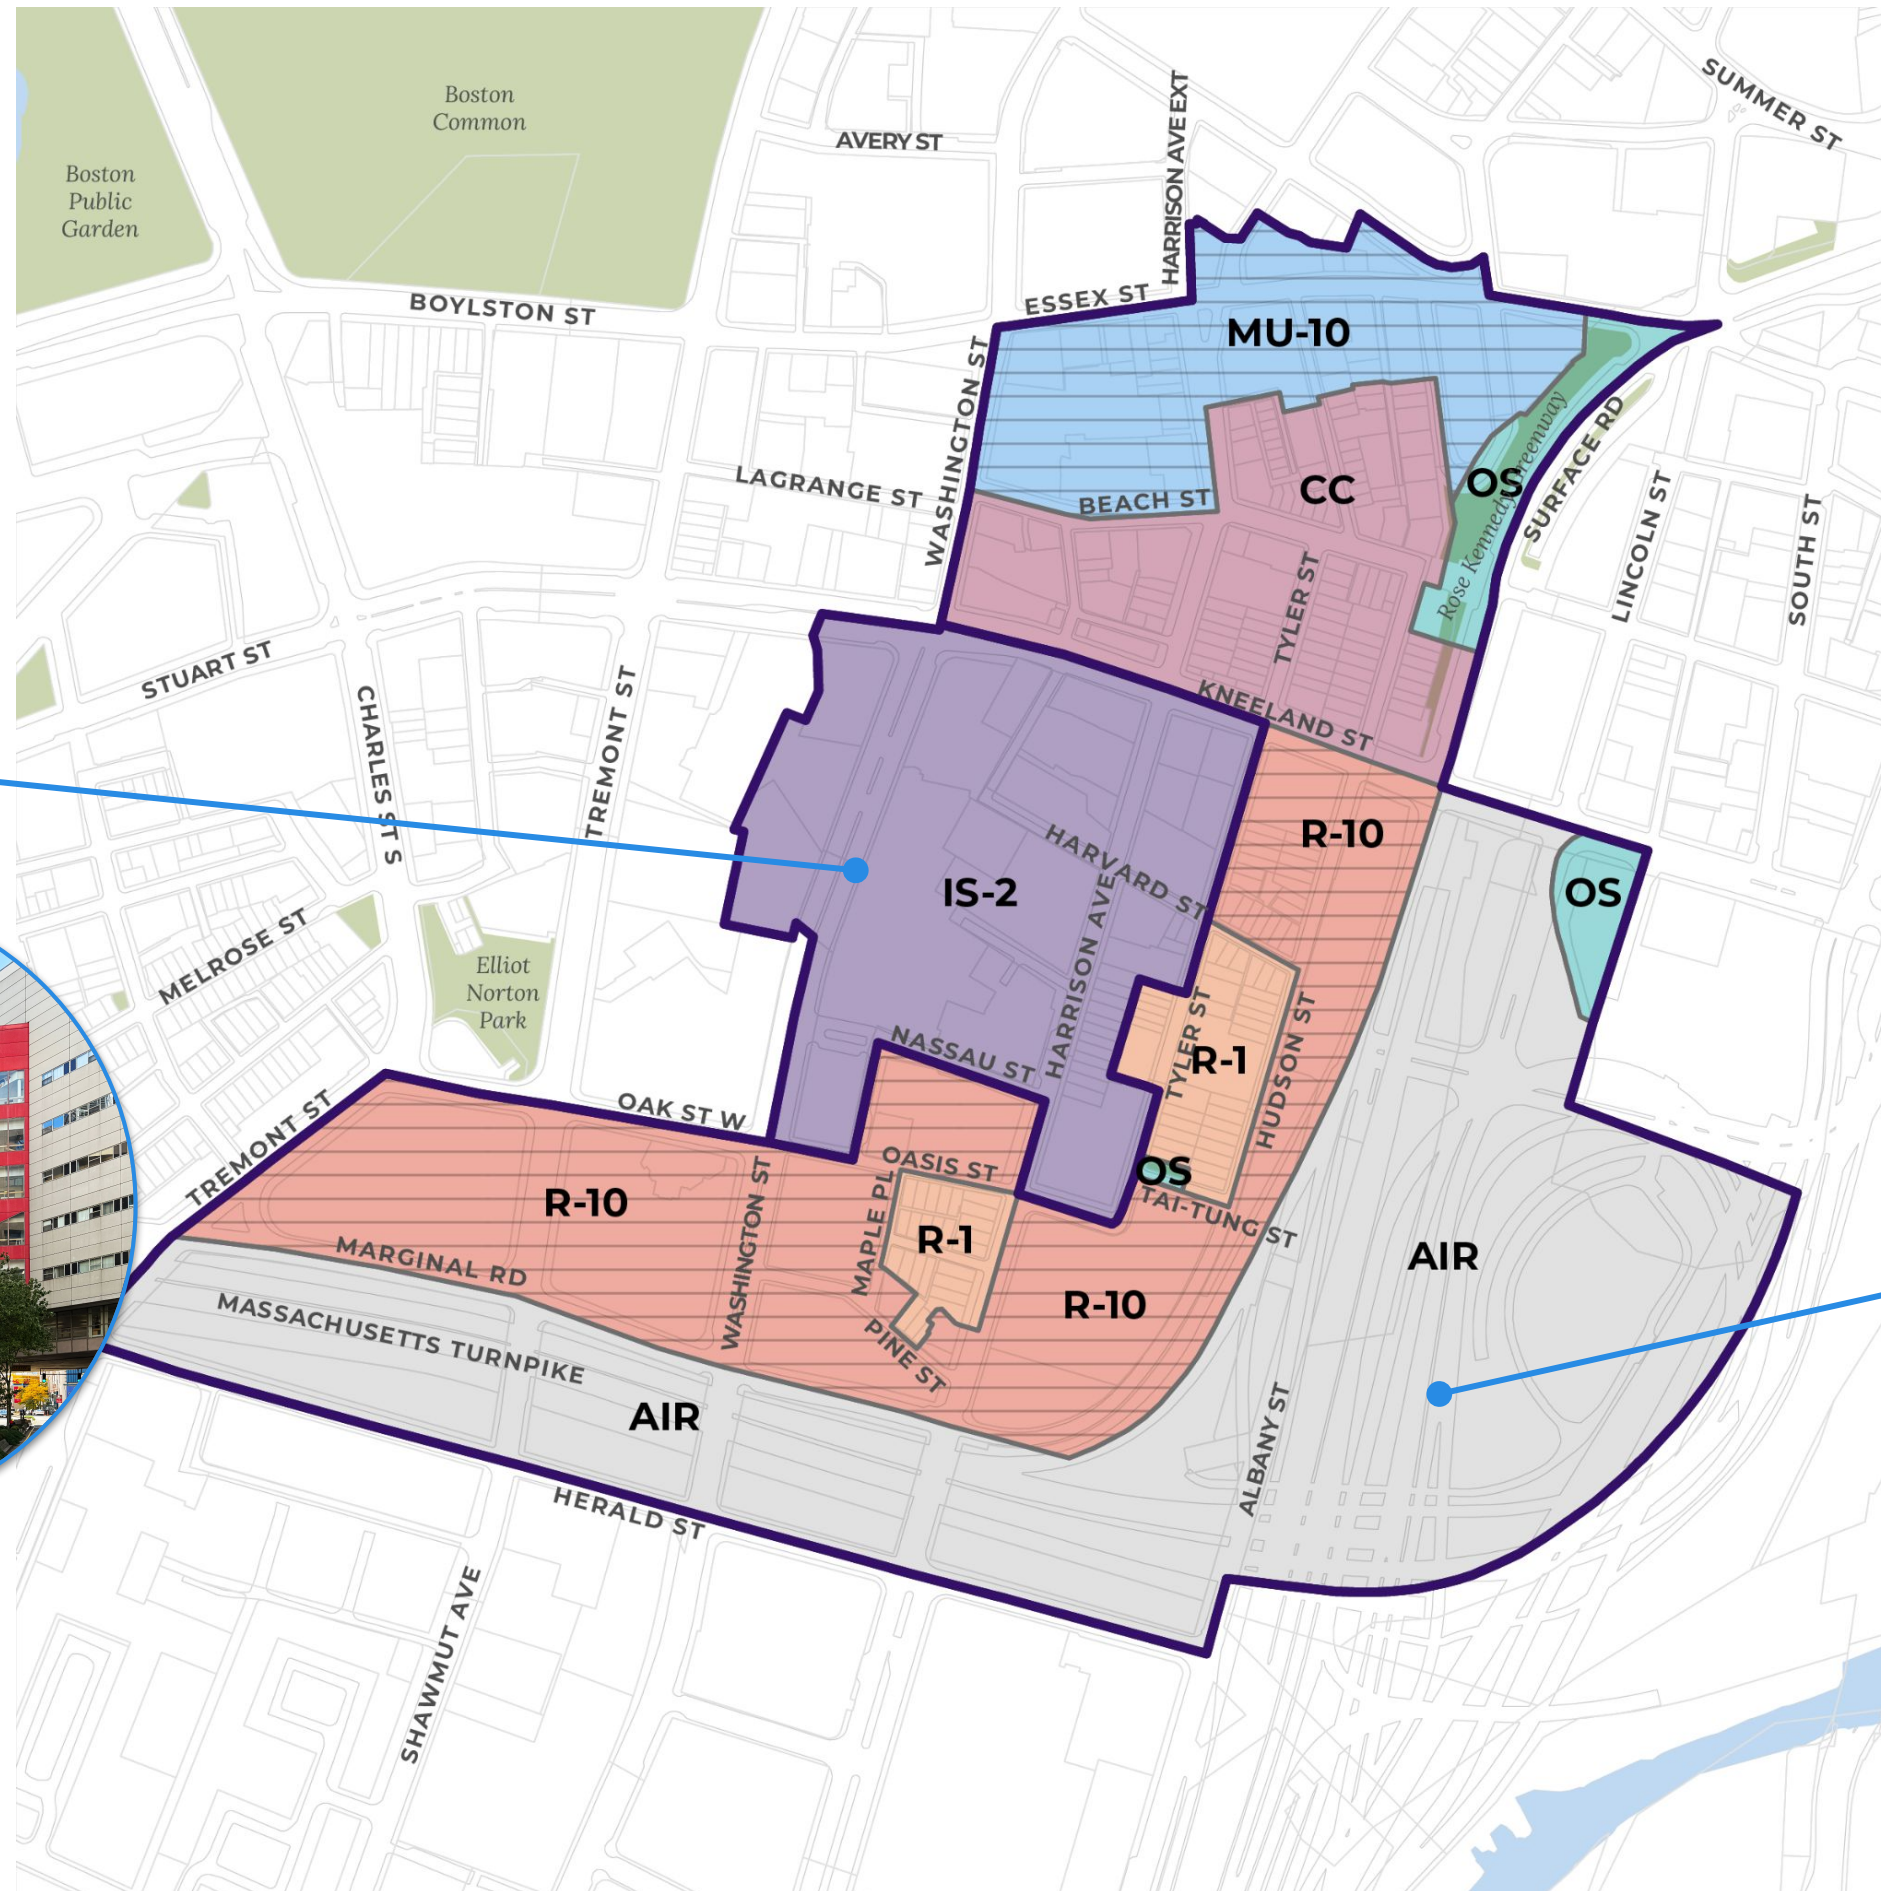 SUMMER ST
Boston
Common
HARRISON AVE EXT
AVERY ST
Boston
Public
Garden
BOYLSTON ST
ESSEX ST
MU-10
WASHINGTON ST
Rose Kennedy Greenway
SURFACE RD
LAGRANGE ST
BEACH ST
CC
OS
LINCOLN ST
SOUTH ST
TYLER ST
STUART ST
CHARLES ST S
TREMONT ST
KNEELAND ST
R-10
HARVARD ST
IS-2
OS
MELROSE ST
Elliot
Norton
Park
HARRISON AVE
NASSAU ST
TYLER ST
R-1
HUDSON ST
TREMONT ST
OAK ST W
OASIS ST
OS
TAI-TUNG ST
R-10
WASHINGTON ST
MAPLE PL
R-1
MARGINAL RD
AIR
R-10
MASSACHUSETTS TURNPIKE
PINE ST
AIR
ALBANY ST
HERALD ST
SHAWMUT AVE